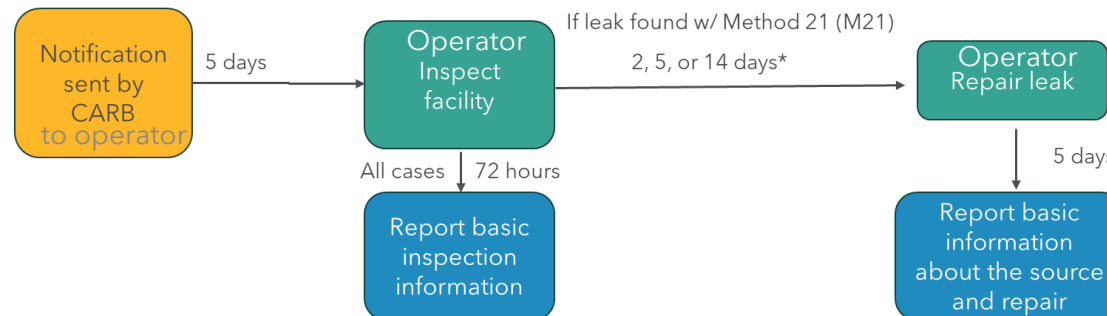 If leak found w/ Method 21 (M21)
Notification
sent by
CARB
to operator
5 days
Operator
Inspect
facility
2, 5, or 14 days*
Operator
Repair leak
All cases
72 hours
5 days
Report basic
inspection
information
Report basic
information
about the source
and repair